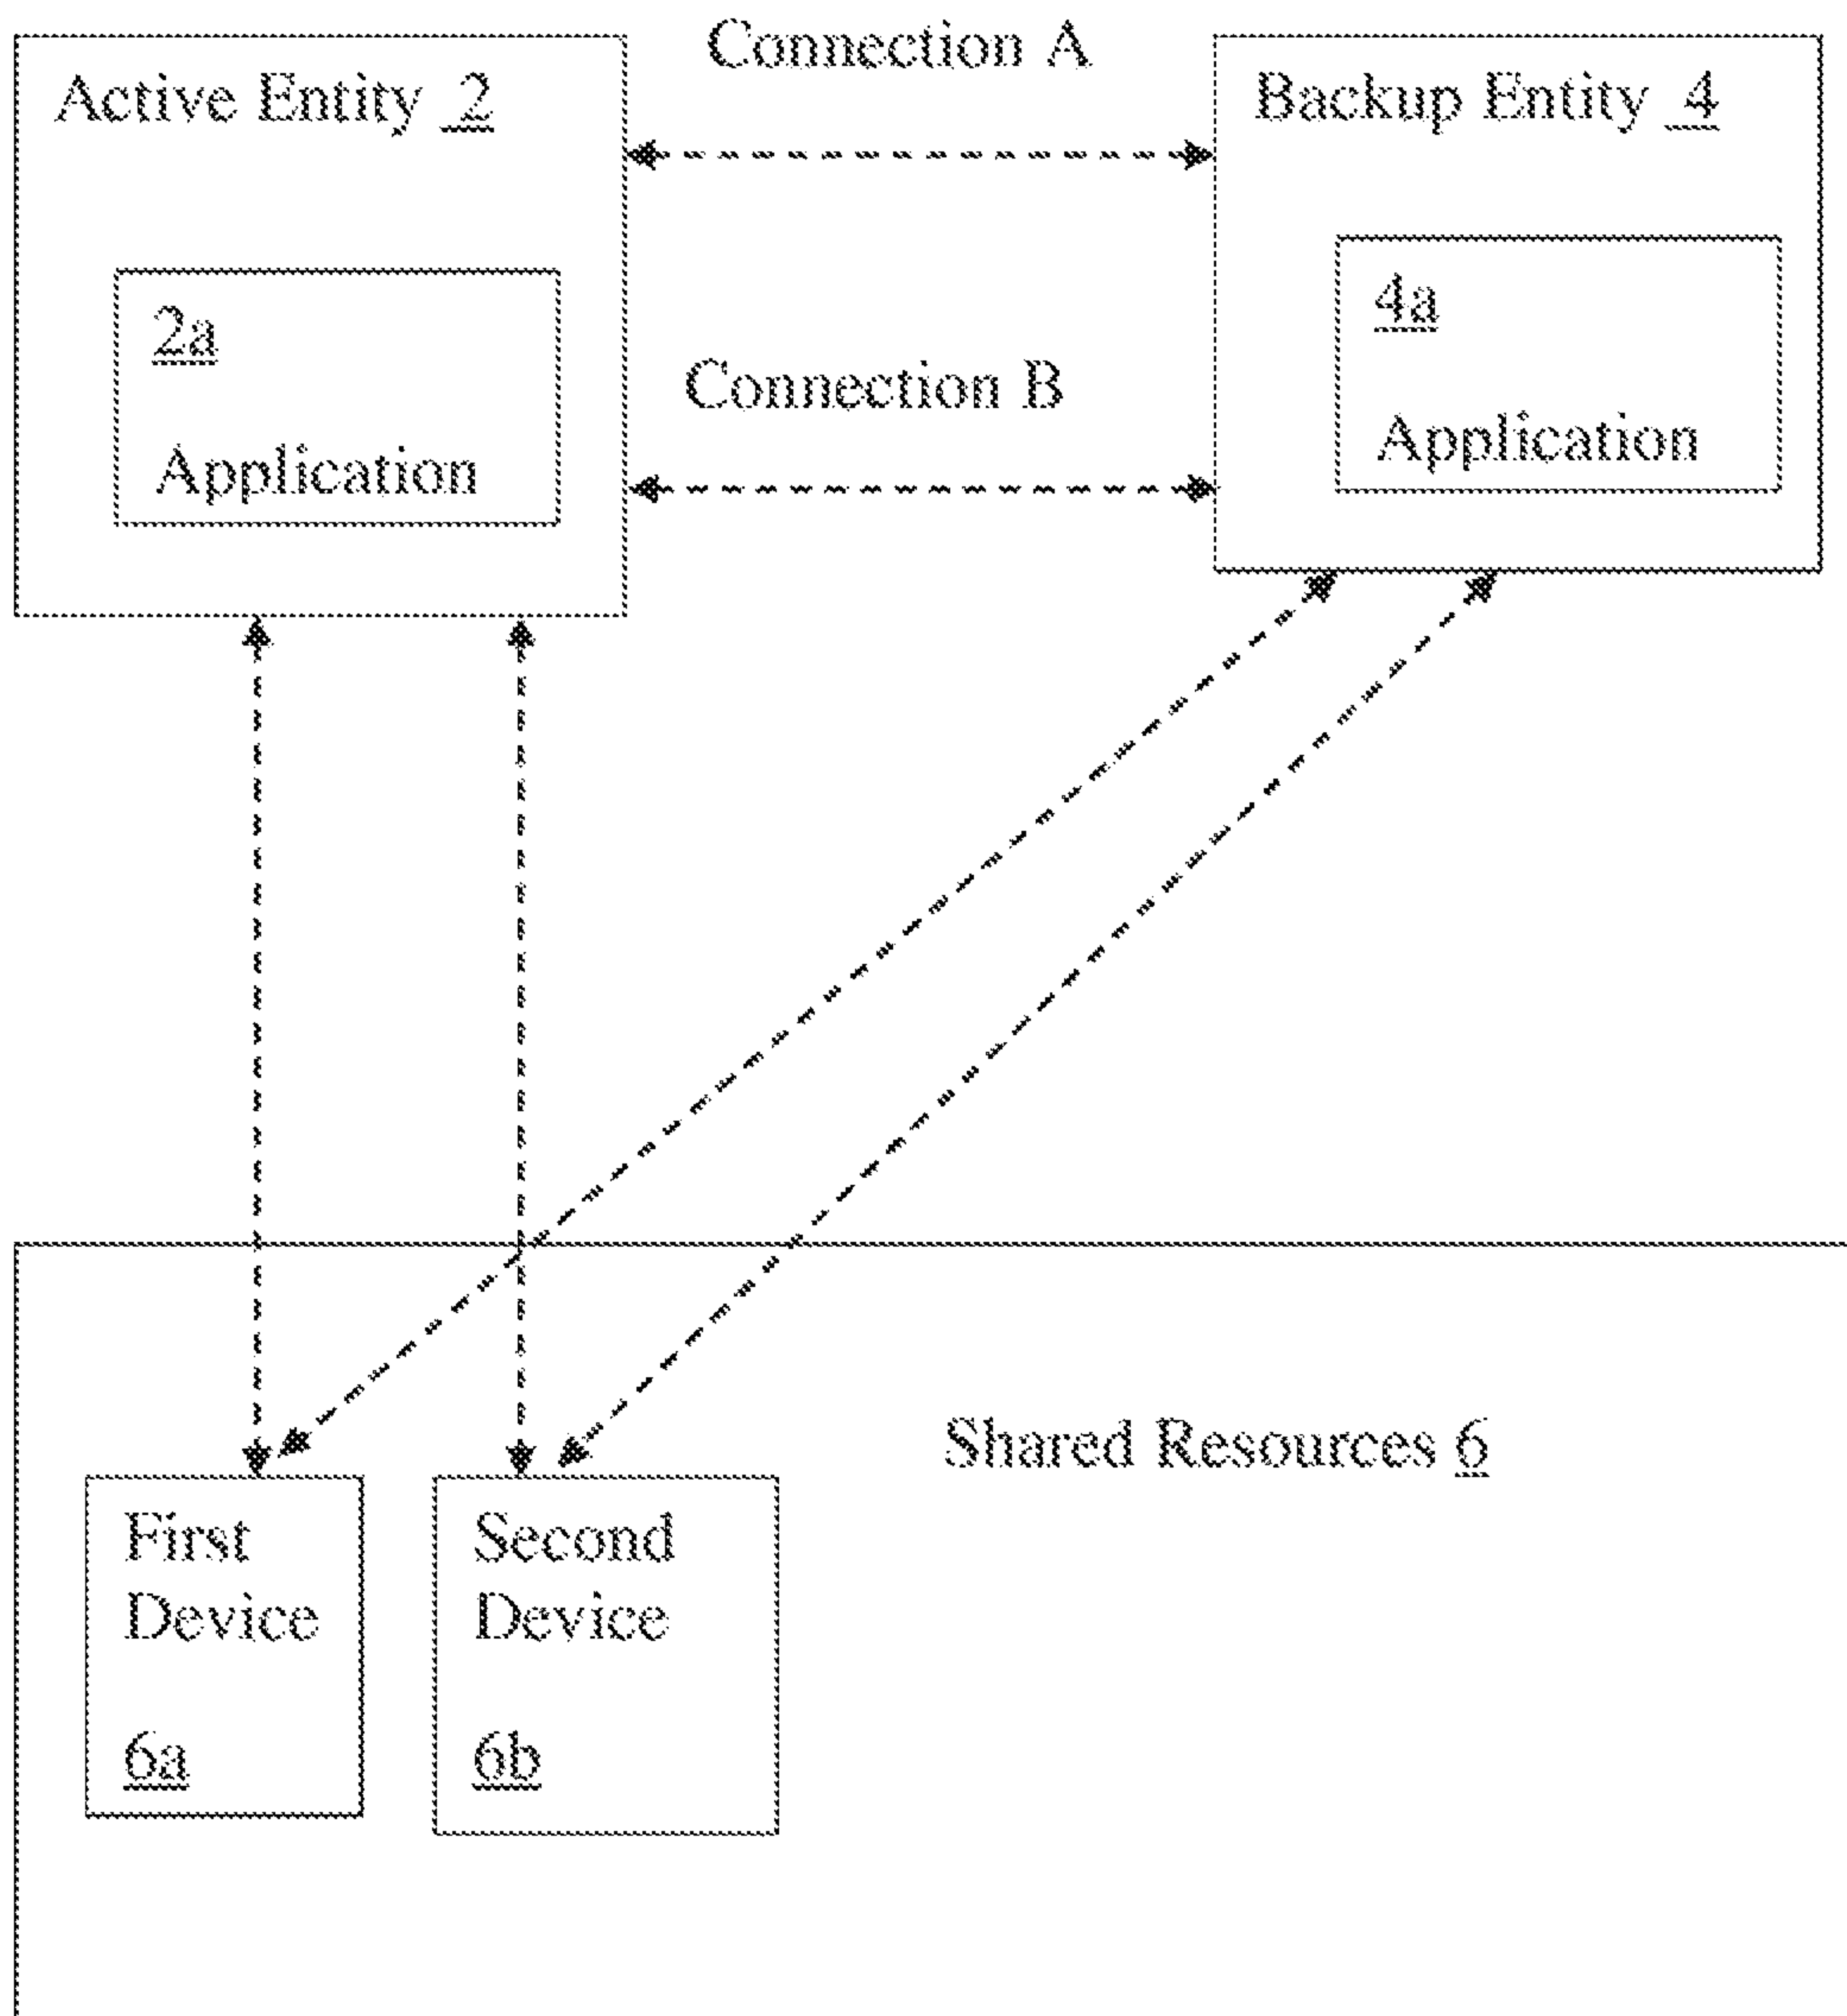 Connection A
Active Entity 2
Backup Entity 4
2a
Application
4a
Application
Connection B
Shared Resources 6
First
Device
6a
Second
Device
6b